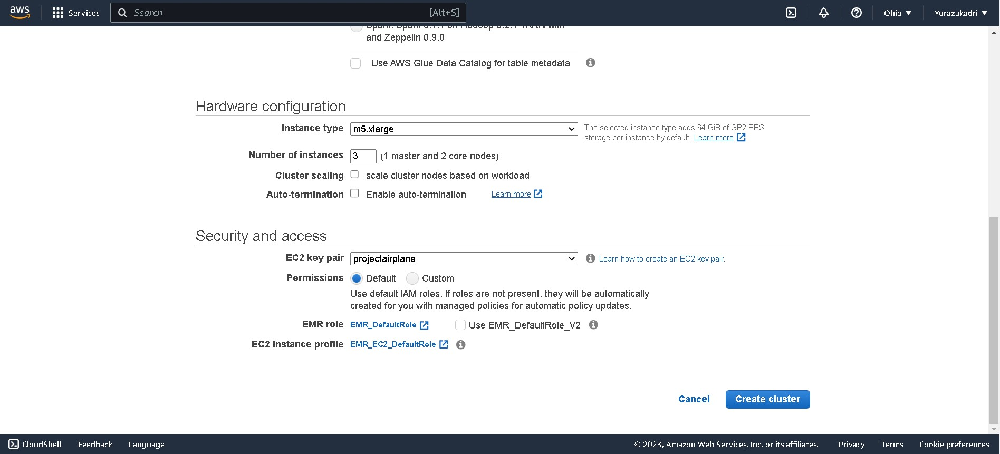 aws
Services
Search
[Alt+S]
Ohio
Yurazakadri
and Zeppelin 0.9.0
Use AWS Glue Data Catalog for table metadata
Hardware configuration
Instance type
m5.xlarge
The selected instance type adds 64 GiB of GP2 EBS
storage per instance by default. Learn more
Number of instances
3
(1 master and 2 core nodes)
Cluster scaling
scale cluster nodes based on workload
Auto-termination
Enable auto-termination
Learn more
Security and access
EC2 key pair
projectairplane
Learn how to create an EC2 key pair.
Permissions
Default
Custom
Use default IAM roles. If roles are not present, they will be automatically
created for you with managed policies for automatic policy updates.
EMR role
EMR_DefaultRole
Use EMR_DefaultRole_V2
EC2 instance profile
EMR_EC2_DefaultRole
Cancel
Create cluster
CloudShell
Feedback
Language
© 2023, Amazon Web Services, Inc. or its affiliates.
Privacy
Terms
Cookie preferences